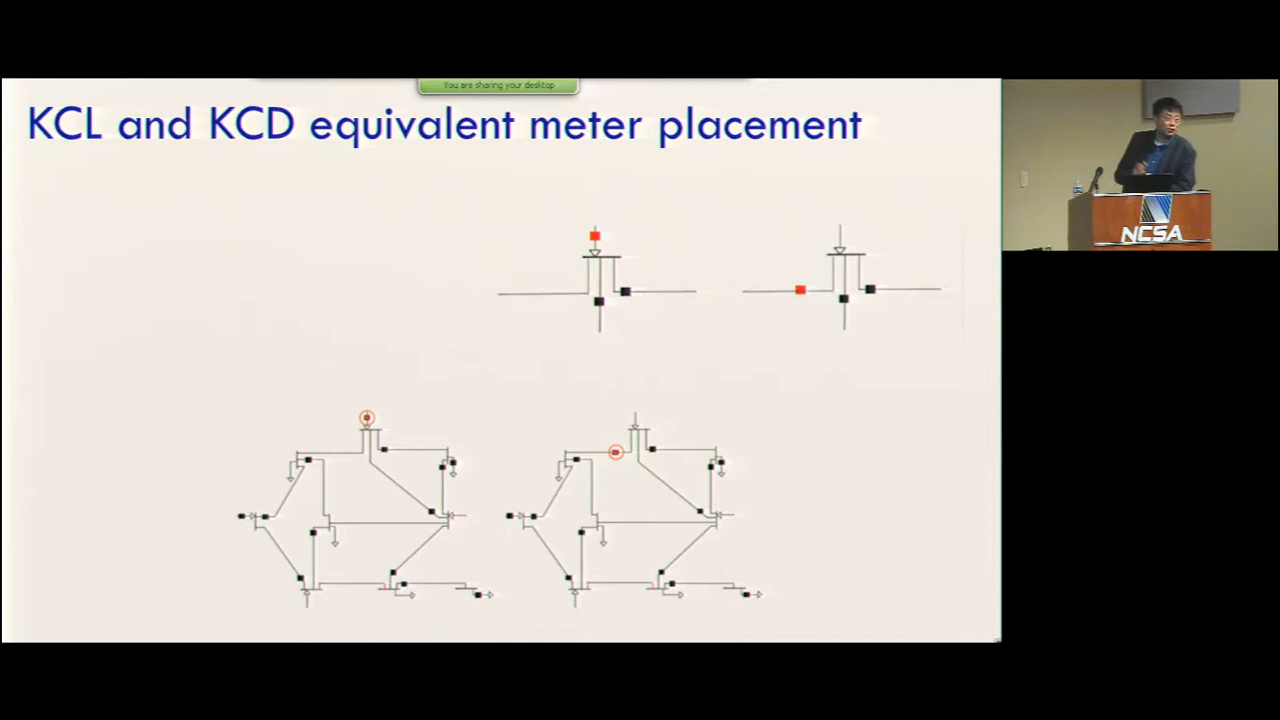 You are sharing your desktop
KCL and KCD equivalent meter placement
NCSA